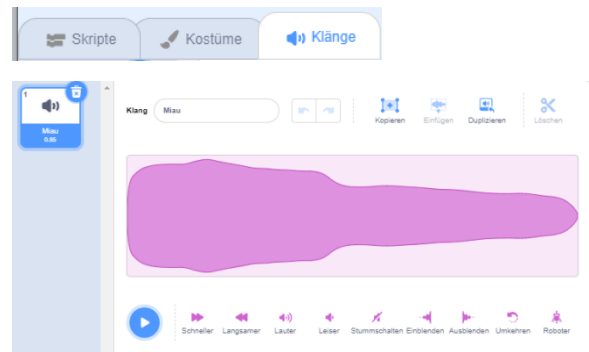 Skripte Kostüme Klänge
1
Miau
0.85
Klang Miau
Kopieren Einfügen Duplizieren Löschen
Schneller Langsamer Lauter Leiser Stummschalten Einblenden Ausblenden Umkehren Roboter